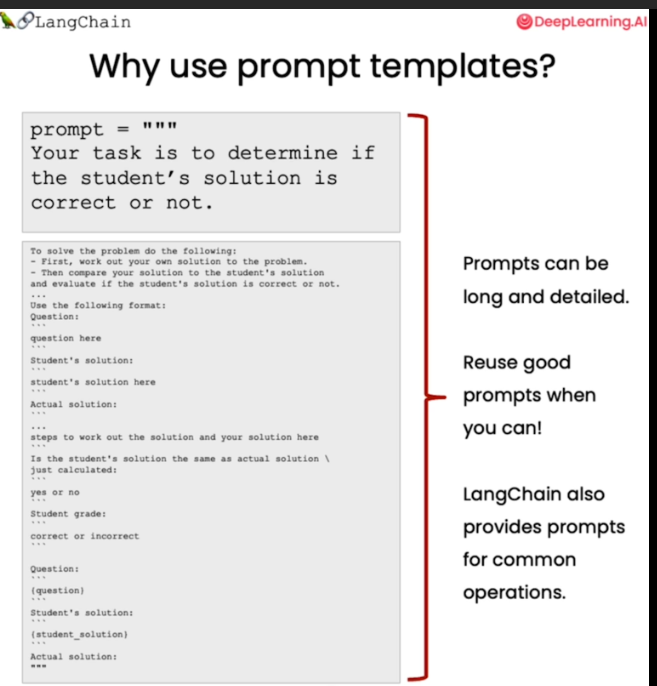 LangChain
DeepLearning.AI
Why use prompt templates?
prompt = """
Your task is to determine if
the student’s solution is
correct or not.
To solve the problem do the following:
- First, work out your own solution to the problem.
- Then compare your solution to the student's solution
and evaluate if the student's solution is correct or not.
...
Use the following format:
Question:
```
question here
```
Student's solution:
```
student's solution here
```
Actual solution:
```
...
steps to work out the solution and your solution here
```
Is the student's solution the same as actual solution \
just calculated:
```
yes or no
```
Student grade:
```
correct or incorrect
```
Question:
```
{question}
```
Student's solution:
```
{student_solution}
```
Actual solution:
"""
Prompts can be
long and detailed.
Reuse good
prompts when
you can!
LangChain also
provides prompts
for common
operations.